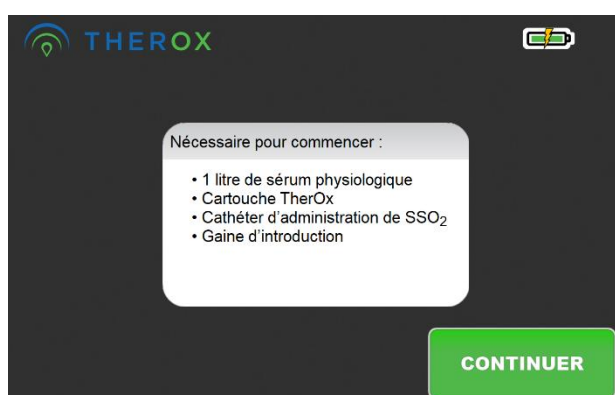 THEROX
Nécessaire pour commencer :
• 1 litre de sérum physiologique
• Cartouche TherOx
• Cathéter d'administration de SSO2
• Gaine d'introduction
CONTINUER